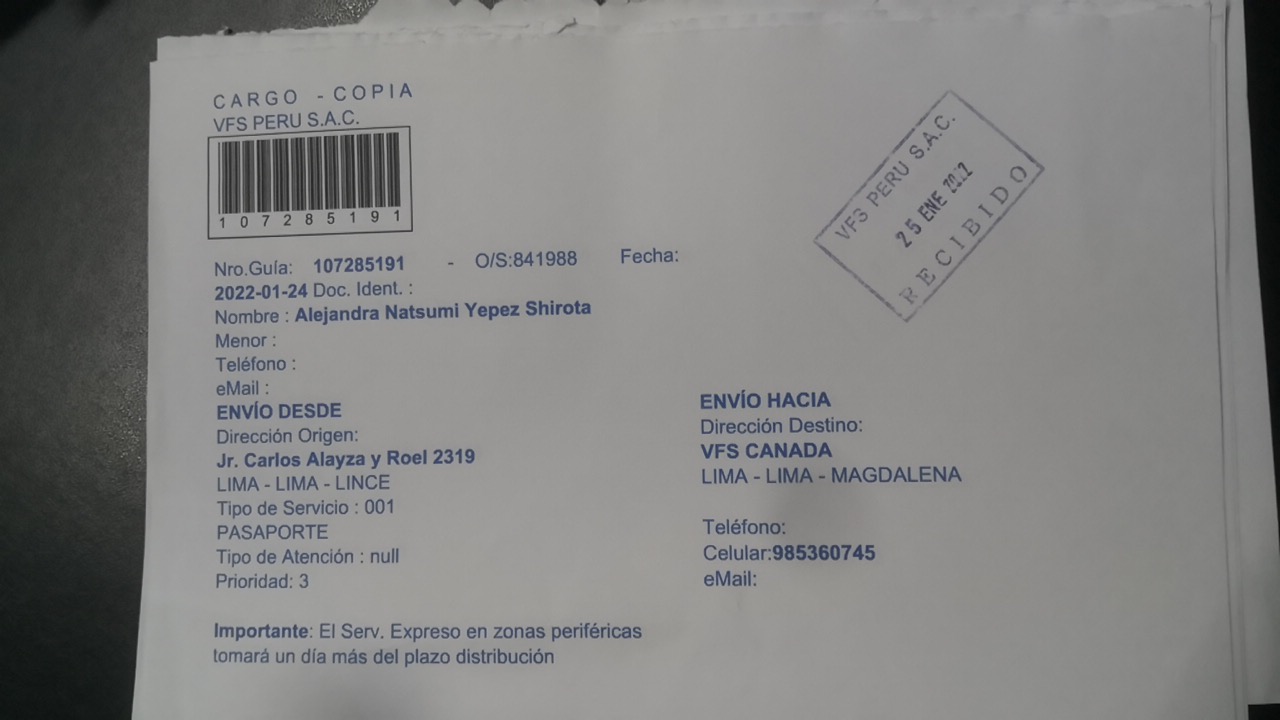 CARGO - COPIA
VFS PERU S.A.C.
107285191
Nro.Guía: 107285191 - O/S:841988 Fecha:
2022-01-24 Doc. Ident. :
Nombre : Alejandra Natsumi Yepez Shirota
Menor :
Teléfono :
eMail :
ENVÍO DESDE
Dirección Origen:
Jr. Carlos Alayza y Roel 2319
LIMA - LIMA - LINCE
Tipo de Servicio : 001
PASAPORTE
Tipo de Atención : null
Prioridad: 3
ENVÍO HACIA
Dirección Destino:
VFS CANADA
LIMA - LIMA - MAGDALENA
Teléfono:
Celular:985360745
eMail:
Importante: El Serv. Expreso en zonas periféricas
tomará un día más del plazo distribución
VFS PERU S.A.C.
25 ENE 2022
RECIBIDO